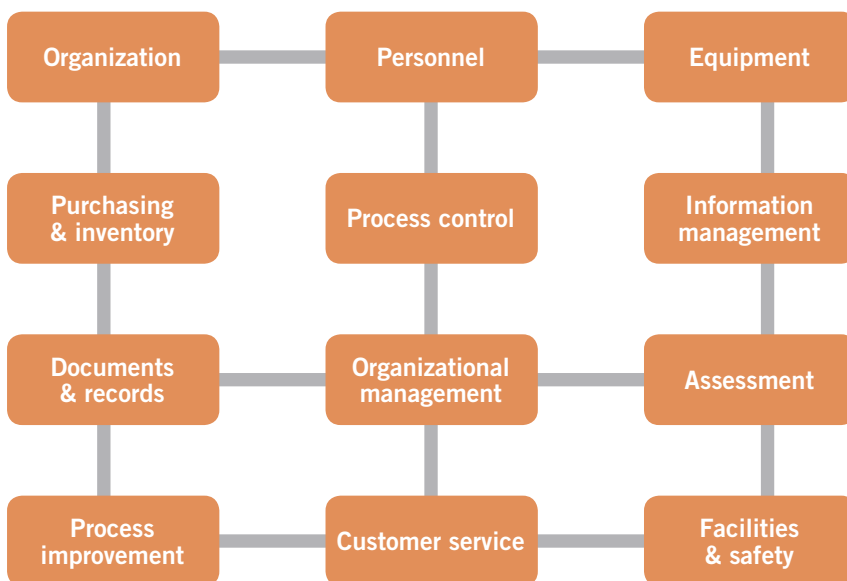 Organization
Personnel
Equipment
Purchasing
& inventory
Process control
Information
management
Documents
& records
Organizational
management
Assessment
Process
improvement
Customer service
Facilities
& safety